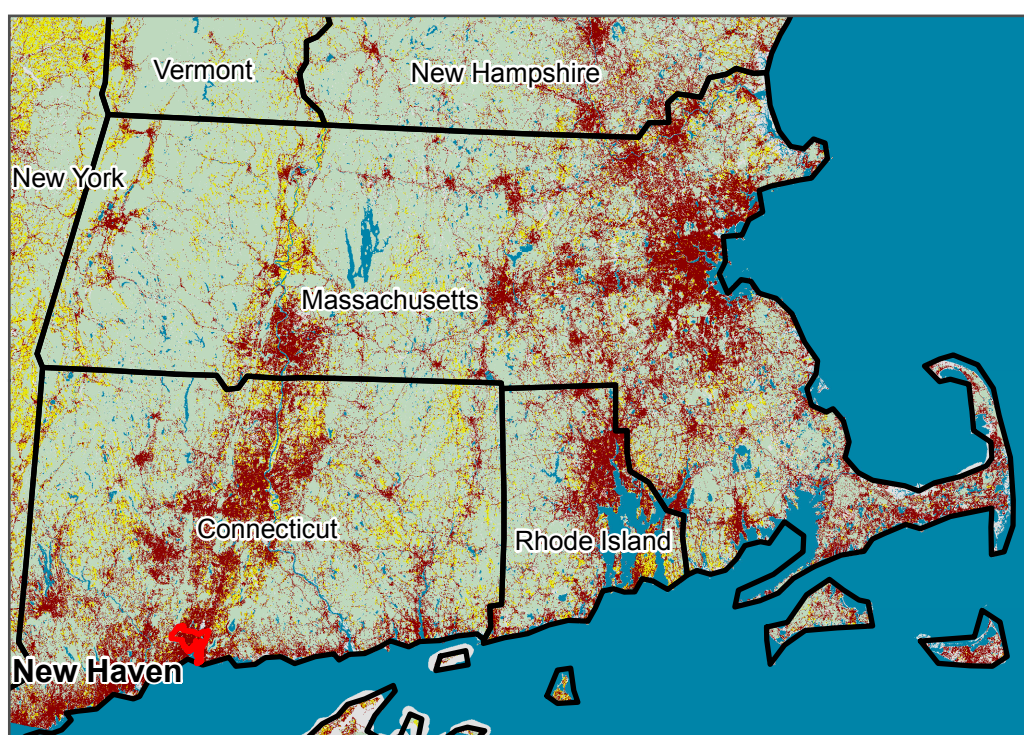 Vermont
New Hampshire
New York
Massachusetts
Connecticut
Rhode Island
New Haven